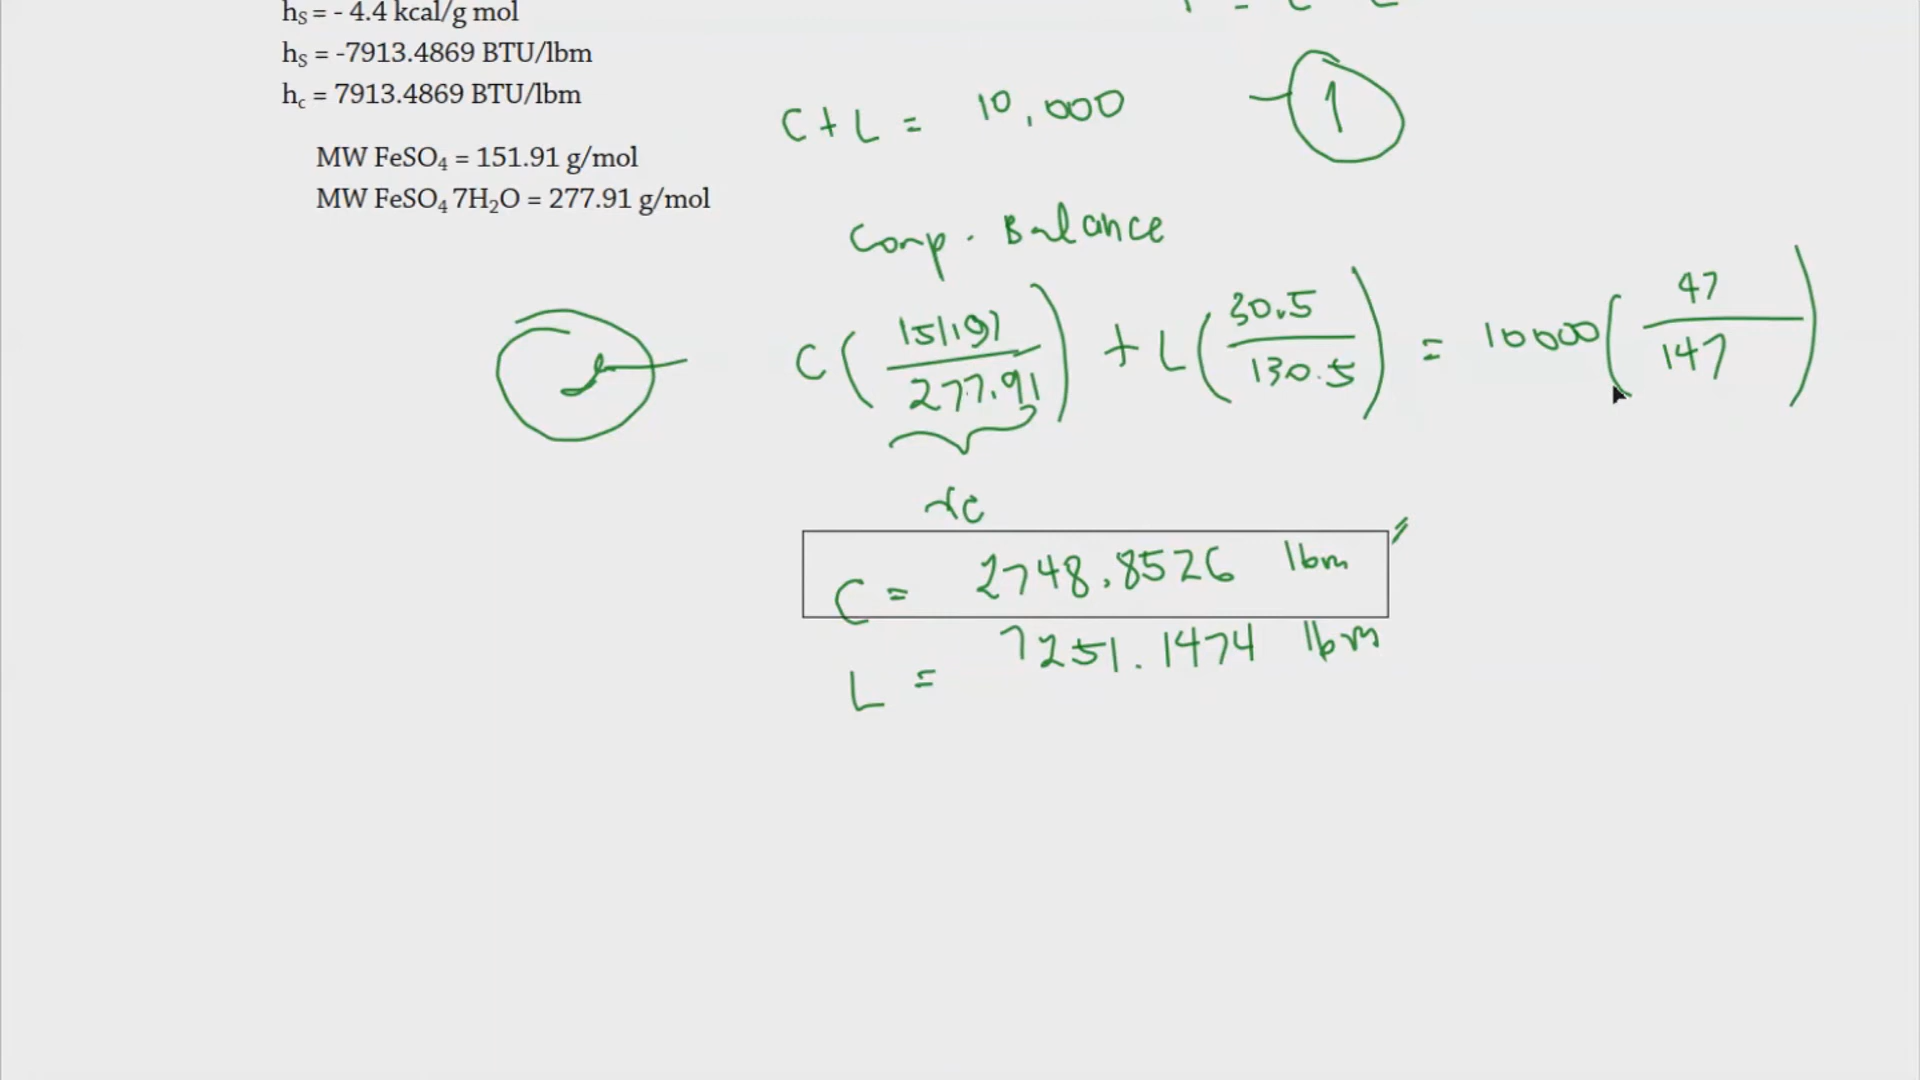 hS = - 4.4 kcal/g mol
hS = -7913.4869 BTU/lbm
hc = 7913.4869 BTU/lbm
MW FeSO4 = 151.91 g/mol
MW FeSO4 7H2O = 277.91 g/mol
C + L = 10,000 — 1
Comp. Balance
2 — C (151.91 / 277.91) + L (30.5 / 130.5) = 10000 (47 / 147)
xc
C = 2748.8526 lbm
L = 7251.1474 lbm